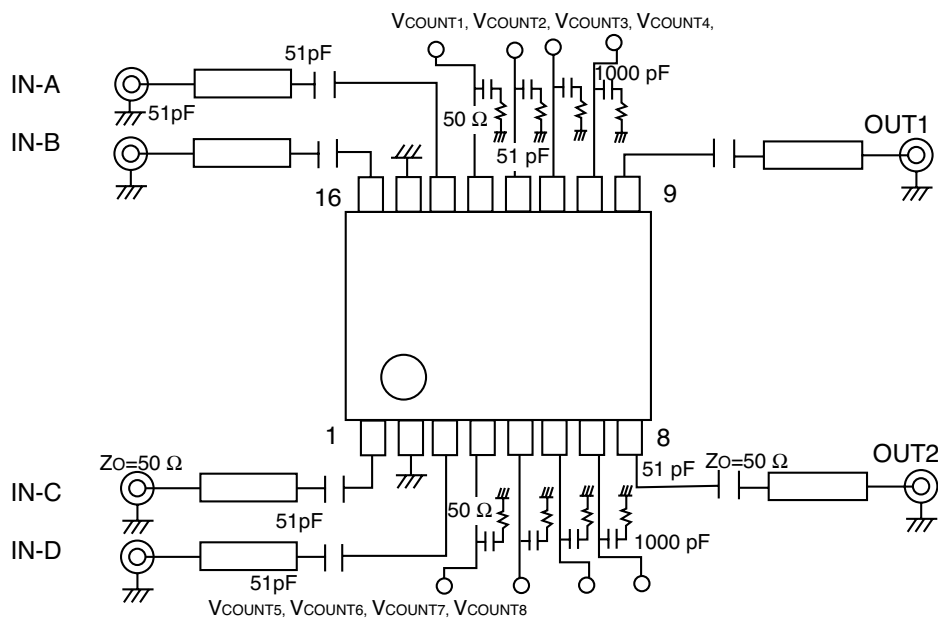 VCOUNT1, VCOUNT2, VCOUNT3, VCOUNT4,
51pF
IN-A
1000 pF
51pF
50 Ω
OUT1
IN-B
51 pF
16
9
1
8
ZO=50 Ω
51 pF
ZO=50 Ω
OUT2
IN-C
51pF
50 Ω
IN-D
1000 pF
51pF
VCOUNT5, VCOUNT6, VCOUNT7, VCOUNT8